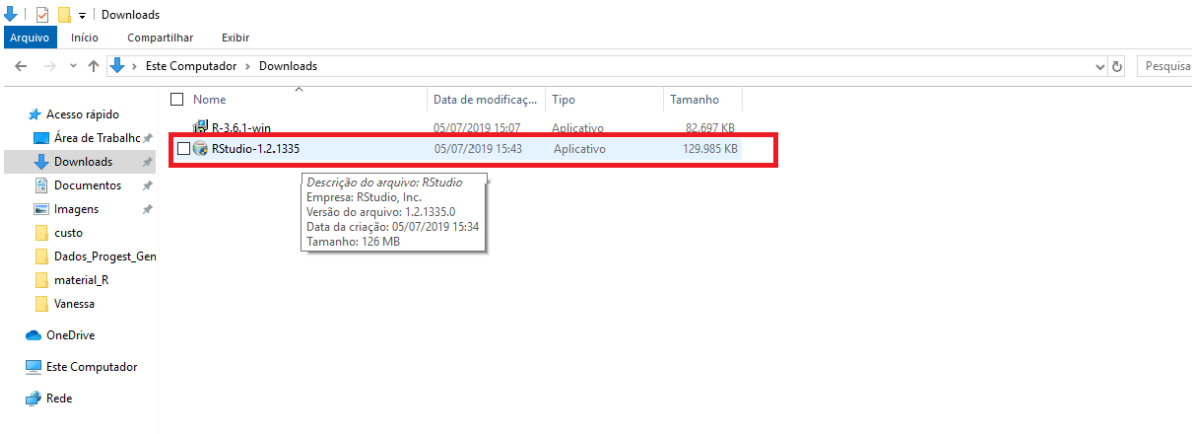 Downloads
Arquivo Início Compartilhar Exibir
Este Computador > Downloads Pesquisa
Nome Data de modificaç... Tipo Tamanho
Acesso rápido
Área de Trabalho
Downloads
Documentos
Imagens
custo
Dados_Progest_Gen
material_R
Vanessa
OneDrive
Este Computador
Rede
R-3.6.1-win 05/07/2019 15:07 Aplicativo 82.697 KB
RStudio-1.2.1335 05/07/2019 15:43 Aplicativo 129.985 KB
Descrição do arquivo: RStudio
Empresa: RStudio, Inc.
Versão do arquivo: 1.2.1335.0
Data da criação: 05/07/2019 15:34
Tamanho: 126 MB